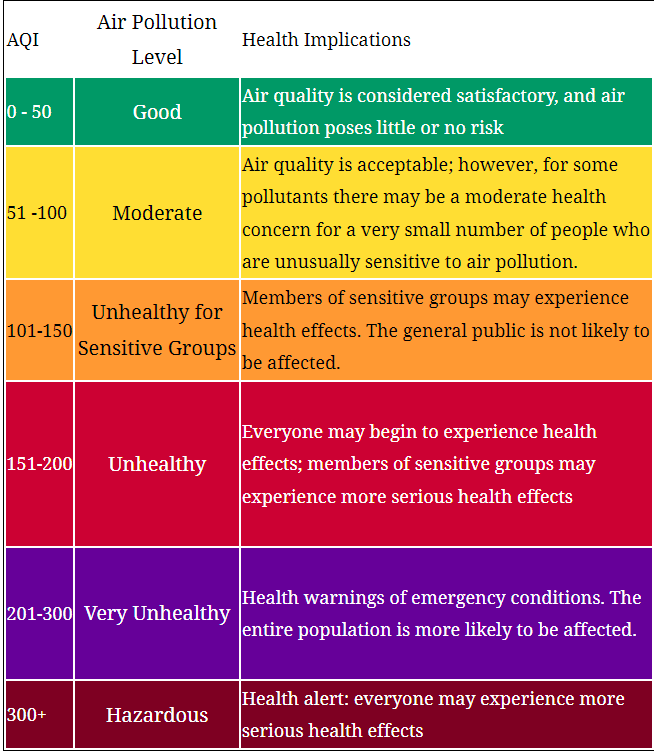 AQI
Air Pollution
Level
Health Implications
0 - 50
Good
Air quality is considered satisfactory, and air
pollution poses little or no risk
51 -100
Moderate
Air quality is acceptable; however, for some
pollutants there may be a moderate health
concern for a very small number of people who
are unusually sensitive to air pollution.
101-150
Unhealthy for
Sensitive Groups
Members of sensitive groups may experience
health effects. The general public is not likely to
be affected.
151-200
Unhealthy
Everyone may begin to experience health
effects; members of sensitive groups may
experience more serious health effects
201-300
Very Unhealthy
Health warnings of emergency conditions. The
entire population is more likely to be affected.
300+
Hazardous
Health alert: everyone may experience more
serious health effects